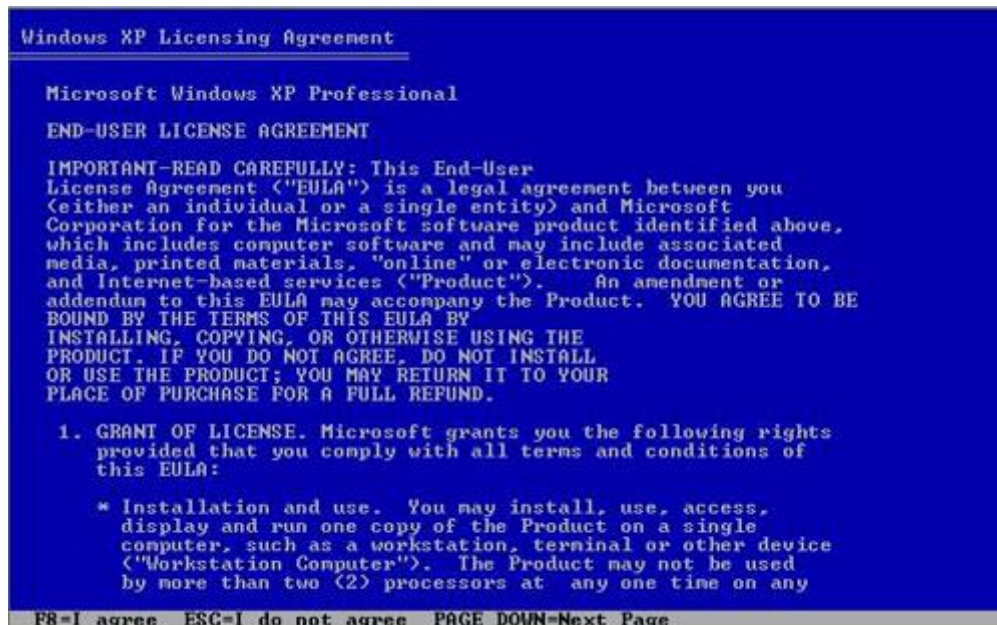 Windows XP Licensing Agreement
Microsoft Windows XP Professional
END-USER LICENSE AGREEMENT
IMPORTANT-READ CAREFULLY: This End-User
License Agreement ("EULA") is a legal agreement between you
(either an individual or a single entity) and Microsoft
Corporation for the Microsoft software product identified above,
which includes computer software and may include associated
media, printed materials, "online" or electronic documentation,
and Internet-based services ("Product").   An amendment or
addendum to this EULA may accompany the Product.  YOU AGREE TO BE
BOUND BY THE TERMS OF THIS EULA BY
INSTALLING, COPYING, OR OTHERWISE USING THE
PRODUCT. IF YOU DO NOT AGREE, DO NOT INSTALL
OR USE THE PRODUCT; YOU MAY RETURN IT TO YOUR
PLACE OF PURCHASE FOR A FULL REFUND.
1. GRANT OF LICENSE. Microsoft grants you the following rights
provided that you comply with all terms and conditions of
this EULA:
* Installation and use.  You may install, use, access,
display and run one copy of the Product on a single
computer, such as a workstation, terminal or other device
("Workstation Computer").  The Product may not be used
by more than two (2) processors at  any one time on any
F8=I agree  ESC=I do not agree  PAGE DOWN=Next Page